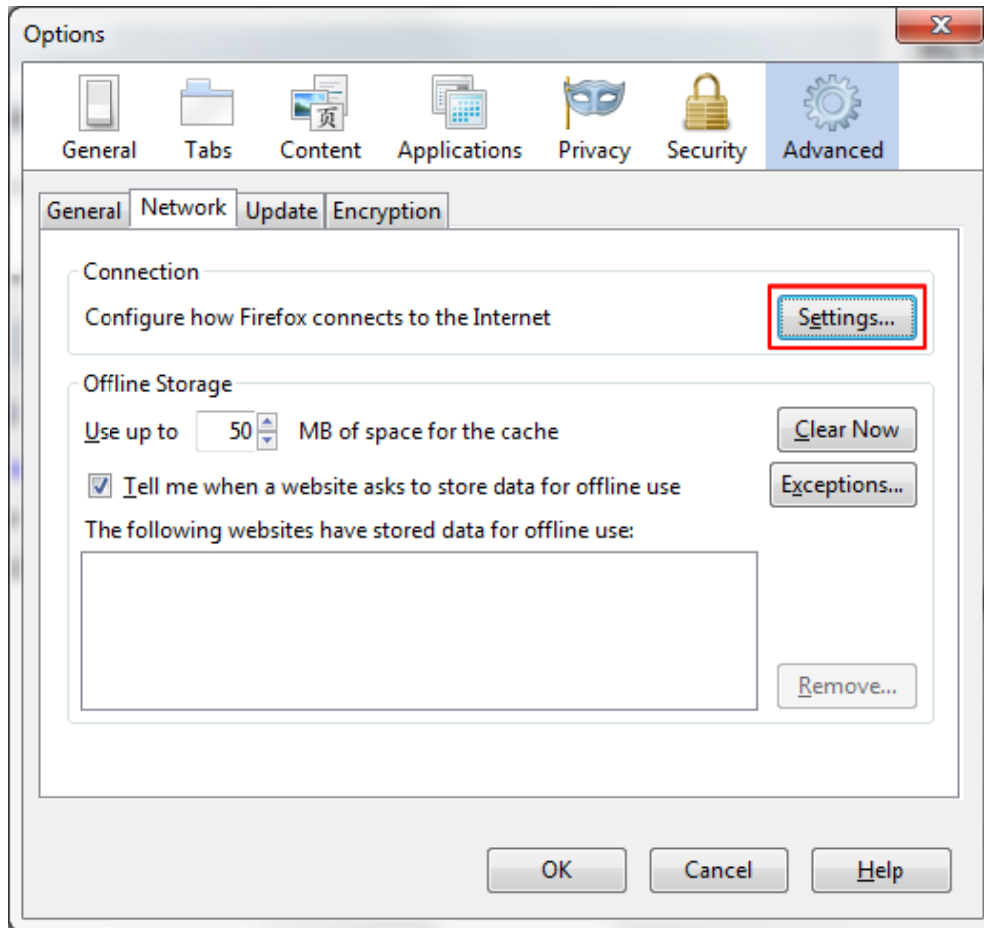 Options
General Tabs Content Applications Privacy Security Advanced
页
General Network Update Encryption
Connection
Configure how Firefox connects to the Internet Settings...
Offline Storage
Use up to 50 MB of space for the cache Clear Now
Tell me when a website asks to store data for offline use Exceptions...
The following websites have stored data for offline use:
Remove...
OK Cancel Help